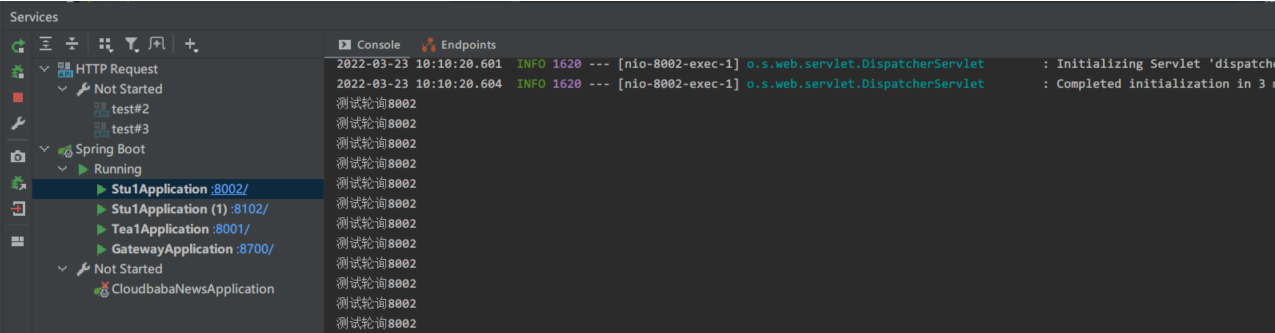 Services
HTTP Request
Not Started
test#2
test#3
Spring Boot
Running
Stu1Application :8002/
Stu1Application (1) :8102/
Tea1Application :8001/
GatewayApplication :8700/
Not Started
CloudbabaNewsApplication
Console Endpoints
2022-03-23 10:10:20.601 INFO 1620 --- [nio-8002-exec-1] o.s.web.servlet.DispatcherServlet : Initializing Servlet 'dispatche
2022-03-23 10:10:20.604 INFO 1620 --- [nio-8002-exec-1] o.s.web.servlet.DispatcherServlet : Completed initialization in 3 m
测试轮询8002
测试轮询8002
测试轮询8002
测试轮询8002
测试轮询8002
测试轮询8002
测试轮询8002
测试轮询8002
测试轮询8002
测试轮询8002
测试轮询8002
测试轮询8002